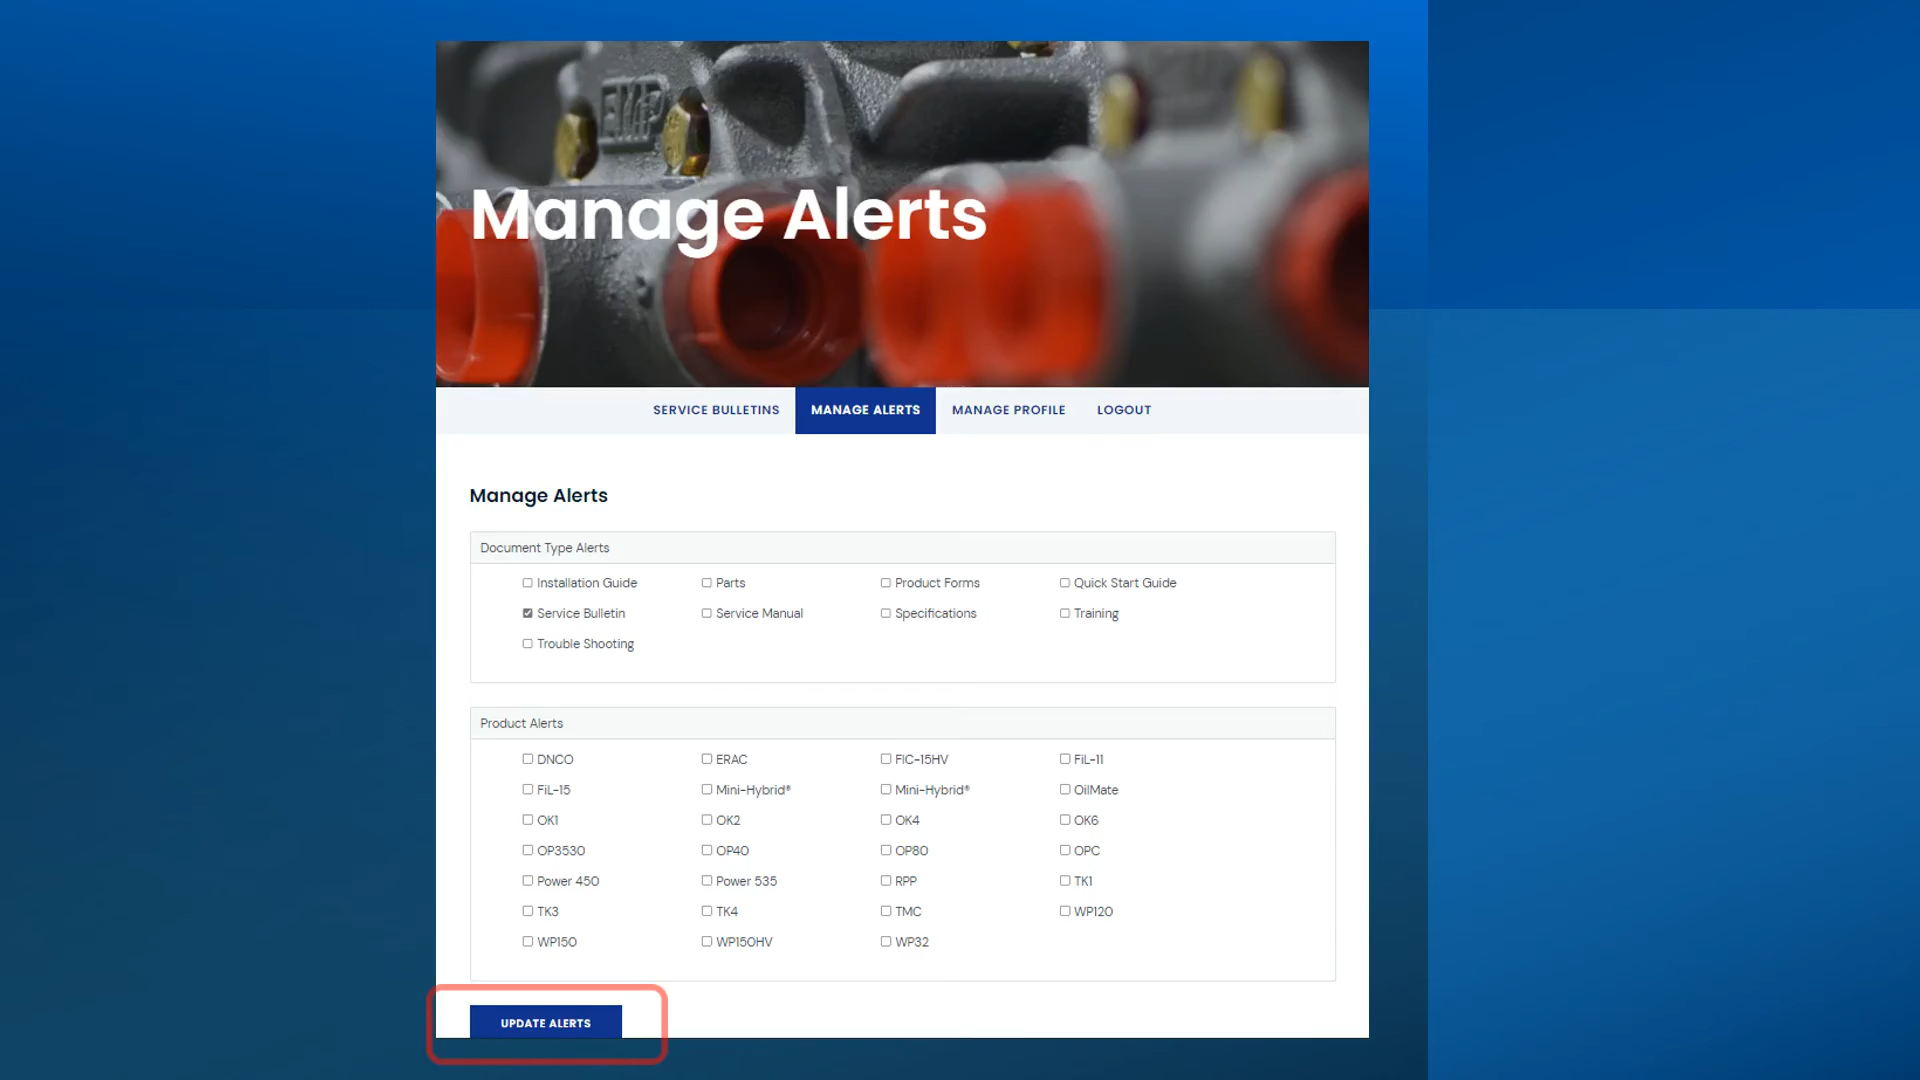 EMP
Manage Alerts
SERVICE BULLETINS MANAGE ALERTS MANAGE PROFILE LOGOUT
Manage Alerts
Document Type Alerts
Installation Guide Parts Product Forms Quick Start Guide
Service Bulletin Service Manual Specifications Training
Trouble Shooting
Product Alerts
DNCO ERAC FIC-15HV FiL-11
FiL-15 Mini-Hybrid® Mini-Hybrid® OilMate
OK1 OK2 OK4 OK6
OP3530 OP40 OP80 OPC
Power 450 Power 535 RPP TK1
TK3 TK4 TMC WP120
WP150 WP150HV WP32
UPDATE ALERTS